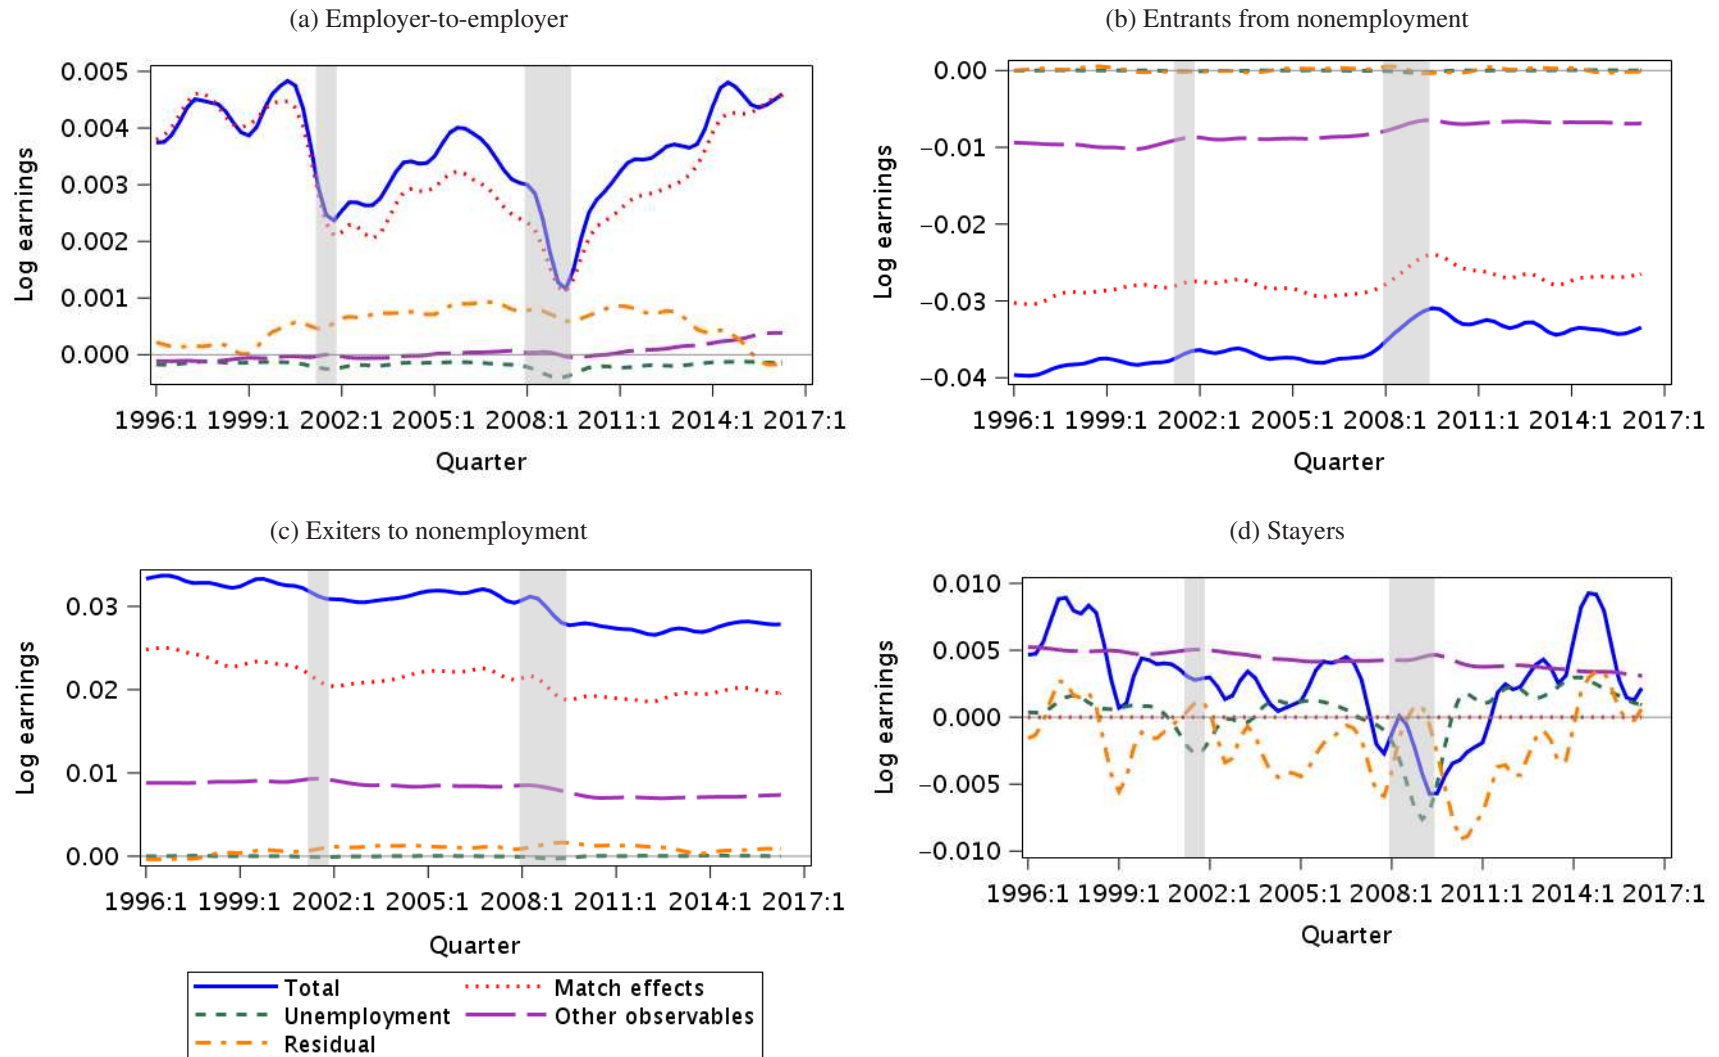 (a) Employer-to-employer
0.005
0.004
0.003
0.002
0.001
0.000
Log earnings
1996:1 1999:1 2002:1 2005:1 2008:1 2011:1 2014:1 2017:1
Quarter
(b) Entrants from nonemployment
0.00
−0.01
−0.02
−0.03
−0.04
Log earnings
1996:1 1999:1 2002:1 2005:1 2008:1 2011:1 2014:1 2017:1
Quarter
(c) Exiters to nonemployment
0.03
0.02
0.01
0.00
Log earnings
1996:1 1999:1 2002:1 2005:1 2008:1 2011:1 2014:1 2017:1
Quarter
(d) Stayers
0.010
0.005
0.000
−0.005
−0.010
Log earnings
1996:1 1999:1 2002:1 2005:1 2008:1 2011:1 2014:1 2017:1
Quarter
Total Match effects
Unemployment Other observables
Residual